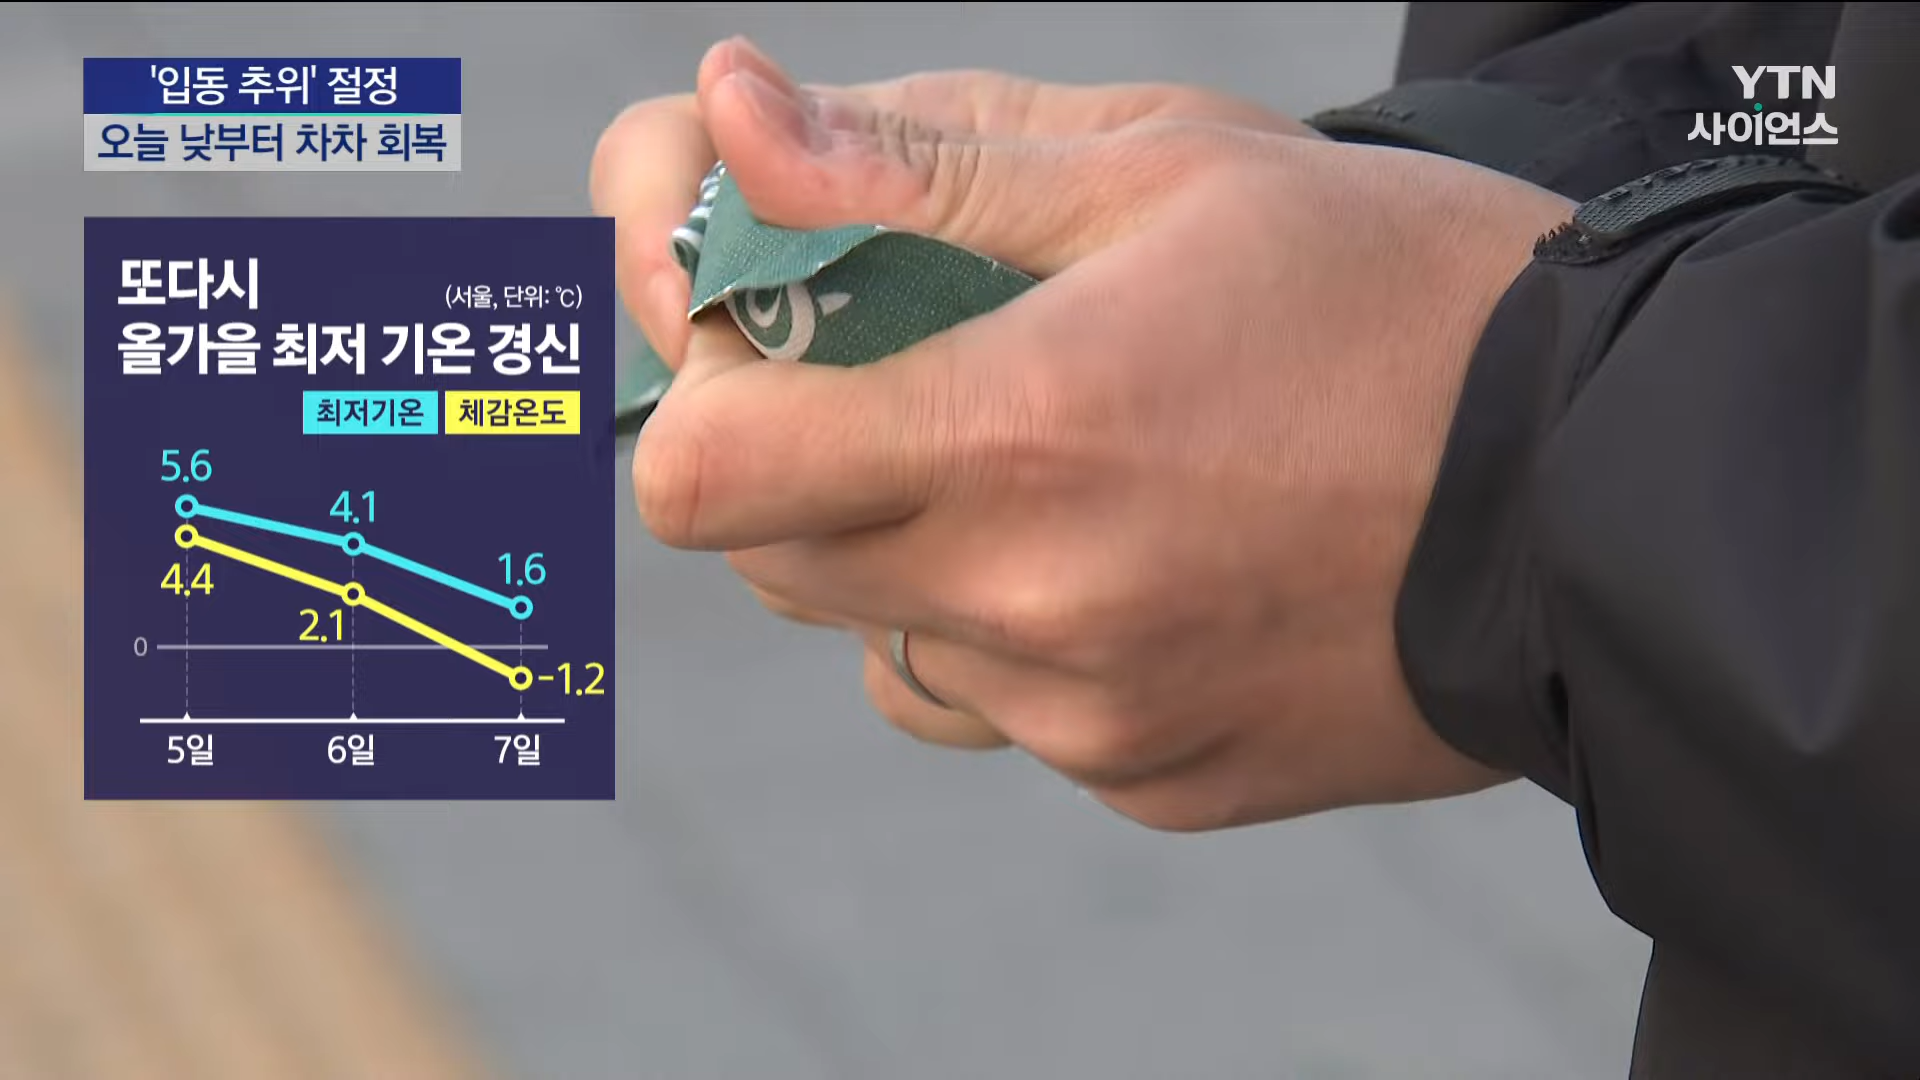 '입동 추위' 절정
오늘 낮부터 차차 회복
YTN
사이언스
또다시
(서울, 단위: ℃)
올가을 최저 기온 경신
최저기온 체감온도
5.6
4.1
1.6
4.4
2.1
0
-1.2
5일 6일 7일